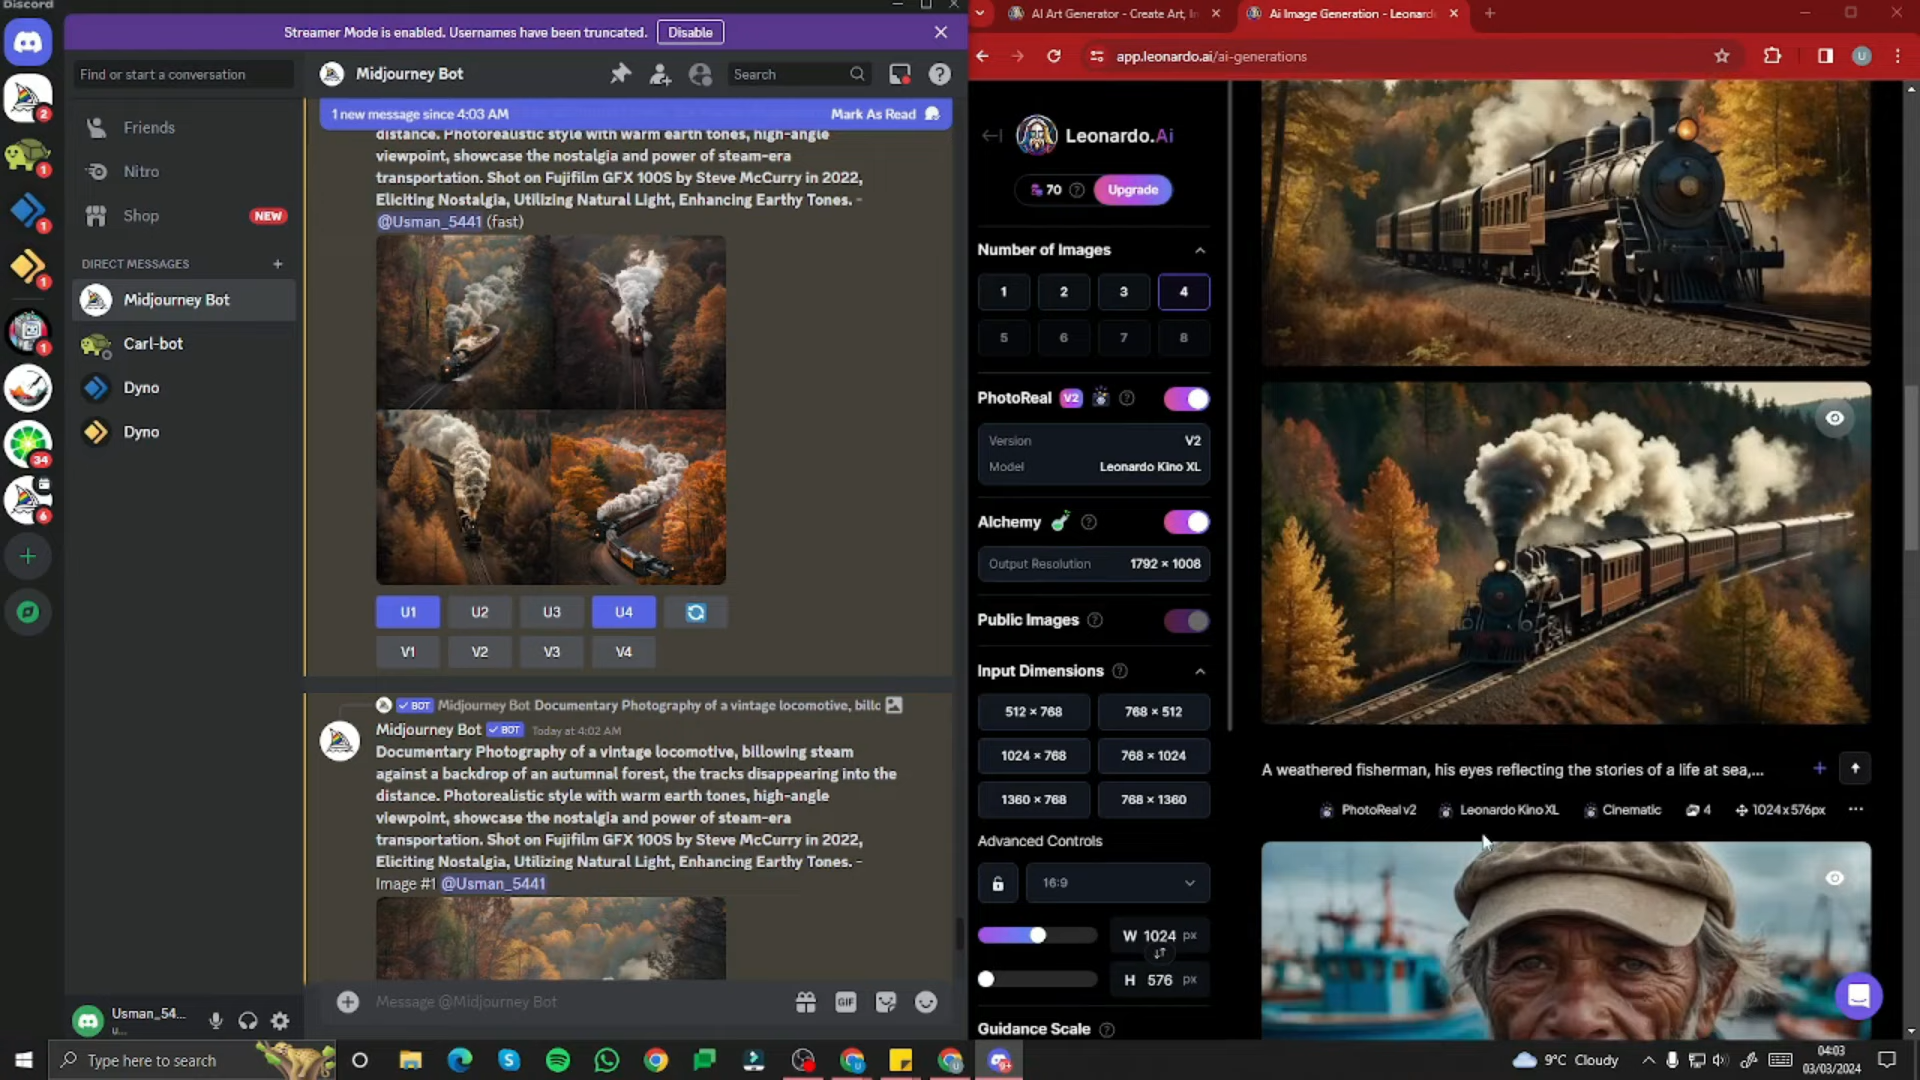 Discord
Streamer Mode is enabled. Usernames have been truncated.
Disable
Find or start a conversation
Midjourney Bot
Search
1 new message since 4:03 AM
Mark As Read
2
1
1
1
1
34
6
Friends
Nitro
Shop
NEW
DIRECT MESSAGES
Midjourney Bot
Carl-bot
Dyno
Dyno
distance. Photorealistic style with warm earth tones, high-angle
viewpoint, showcase the nostalgia and power of steam-era
transportation. Shot on Fujifilm GFX 100S by Steve McCurry in 2022,
Eliciting Nostalgia, Utilizing Natural Light, Enhancing Earthy Tones. -
@Usman_5441 (fast)
U1 U2 U3 U4
V1 V2 V3 V4
BOT Midjourney Bot Documentary Photography of a vintage locomotive, billo
Midjourney Bot BOT Today at 4:02 AM
Documentary Photography of a vintage locomotive, billowing steam
against a backdrop of an autumnal forest, the tracks disappearing into the
distance. Photorealistic style with warm earth tones, high-angle
viewpoint, showcase the nostalgia and power of steam-era
transportation. Shot on Fujifilm GFX 100S by Steve McCurry in 2022,
Eliciting Nostalgia, Utilizing Natural Light, Enhancing Earthy Tones. -
Image #1 @Usman_5441
Message @Midjourney Bot
GIF
Usman_54...
u...
AI Art Generator - Create Art, In
Ai Image Generation - Leonard
app.leonardo.ai/ai-generations
U
Leonardo.Ai
70
Upgrade
Number of Images
1 2 3 4
5 6 7 8
PhotoReal V2
Version V2
Model Leonardo Kino XL
Alchemy
Output Resolution 1792 × 1008
Public Images
Input Dimensions
512 × 768 768 × 512
1024 × 768 768 × 1024
1360 × 768 768 × 1360
Advanced Controls
16:9
W 1024 px
H 576 px
Guidance Scale
A weathered fisherman, his eyes reflecting the stories of a life at sea,...
PhotoReal v2 Leonardo Kino XL Cinematic 4 1024x576px
Type here to search
9°C Cloudy
04:03
03/03/2024